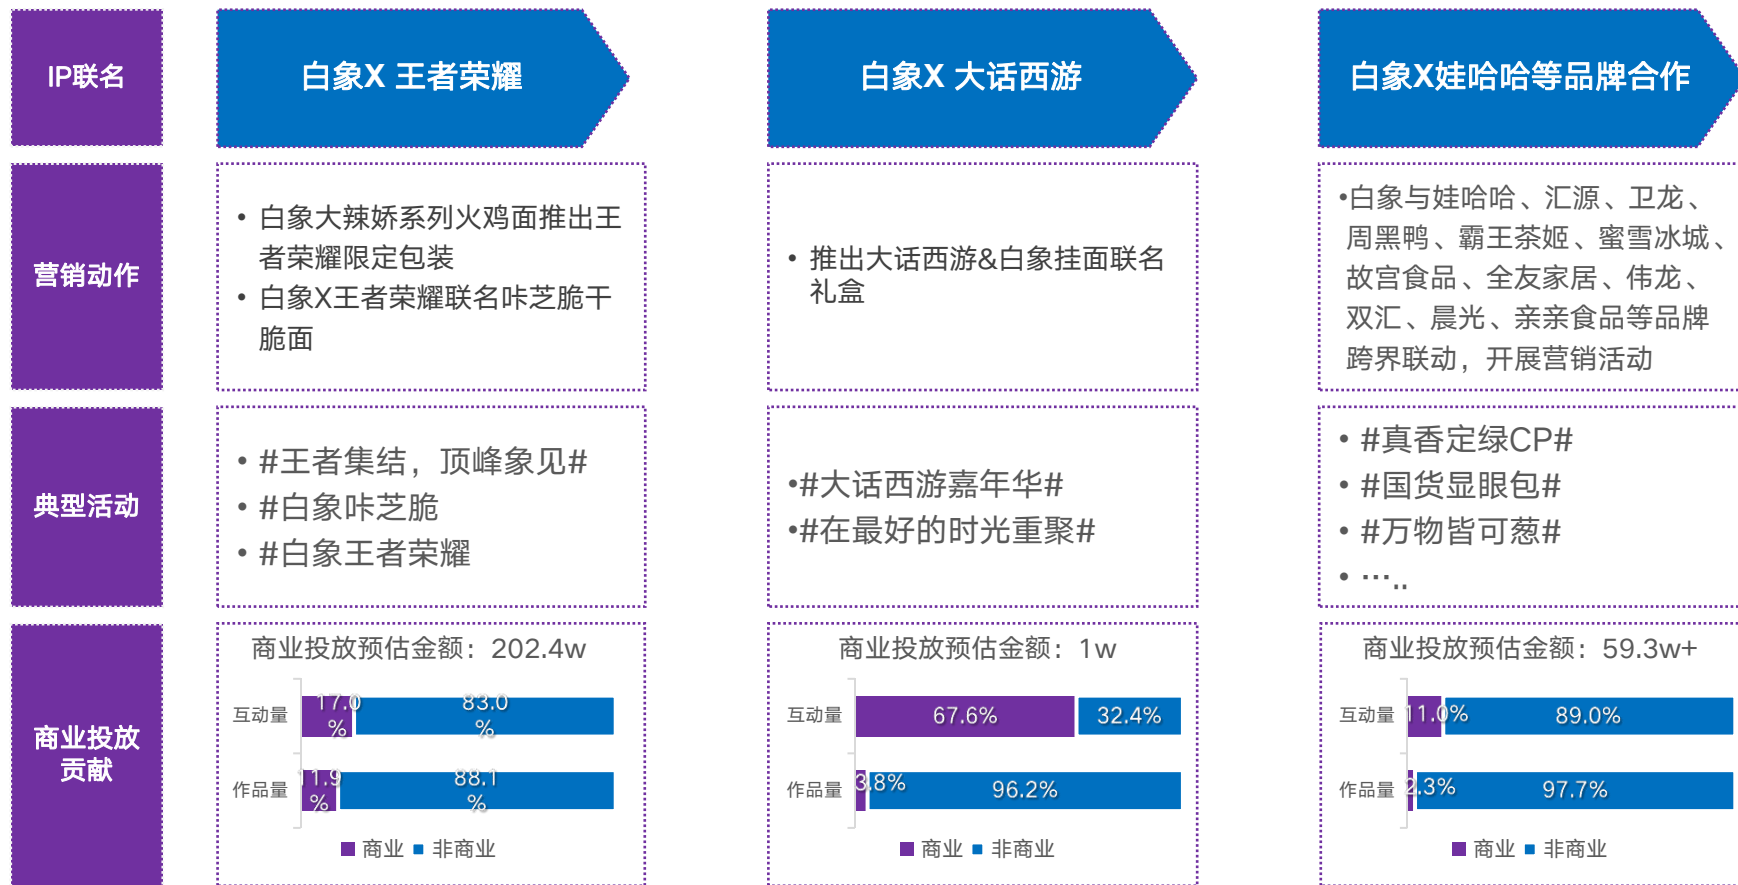 IP联名
白象X 王者荣耀
白象X 大话西游
白象X娃哈哈等品牌合作
营销动作
• 白象大辣娇系列火鸡面推出王
者荣耀限定包装
• 白象X王者荣耀联名咔芝脆干
脆面
• 推出大话西游&白象挂面联名
礼盒
•白象与娃哈哈、汇源、卫龙、
周黑鸭、霸王茶姬、蜜雪冰城、
故宫食品、全友家居、伟龙、
双汇、晨光、亲亲食品等品牌
跨界联动，开展营销活动
典型活动
• #王者集结，顶峰象见#
• #白象咔芝脆
• #白象王者荣耀
•#大话西游嘉年华#
•#在最好的时光重聚#
• #真香定绿CP#
• #国货显眼包#
• #万物皆可葱#
• …..
商业投放
贡献
商业投放预估金额：202.4w
互动量
17.0
%
83.0
%
作品量
11.9
%
88.1
%
商业
非商业
商业投放预估金额：1w
互动量
67.6%
32.4%
作品量
3.8%
96.2%
商业
非商业
商业投放预估金额：59.3w+
互动量
11.0%
89.0%
作品量
2.3%
97.7%
商业
非商业